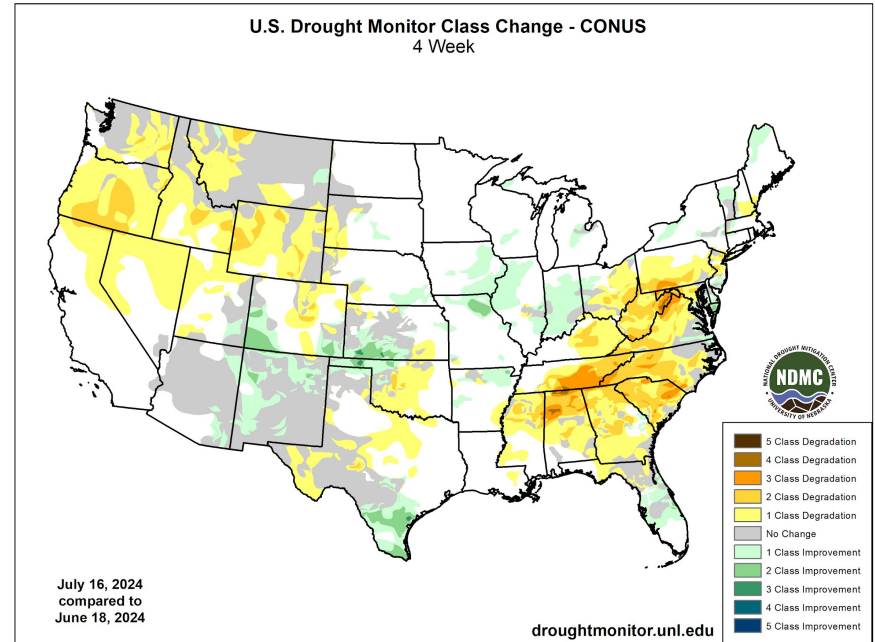 U.S. Drought Monitor Class Change - CONUS
4 Week
NATIONAL DROUGHT MITIGATION CENTER
NDMC
UNIVERSITY OF NEBRASKA
5 Class Degradation
4 Class Degradation
3 Class Degradation
2 Class Degradation
1 Class Degradation
No Change
1 Class Improvement
2 Class Improvement
3 Class Improvement
4 Class Improvement
5 Class Improvement
July 16, 2024
compared to
June 18, 2024
droughtmonitor.unl.edu